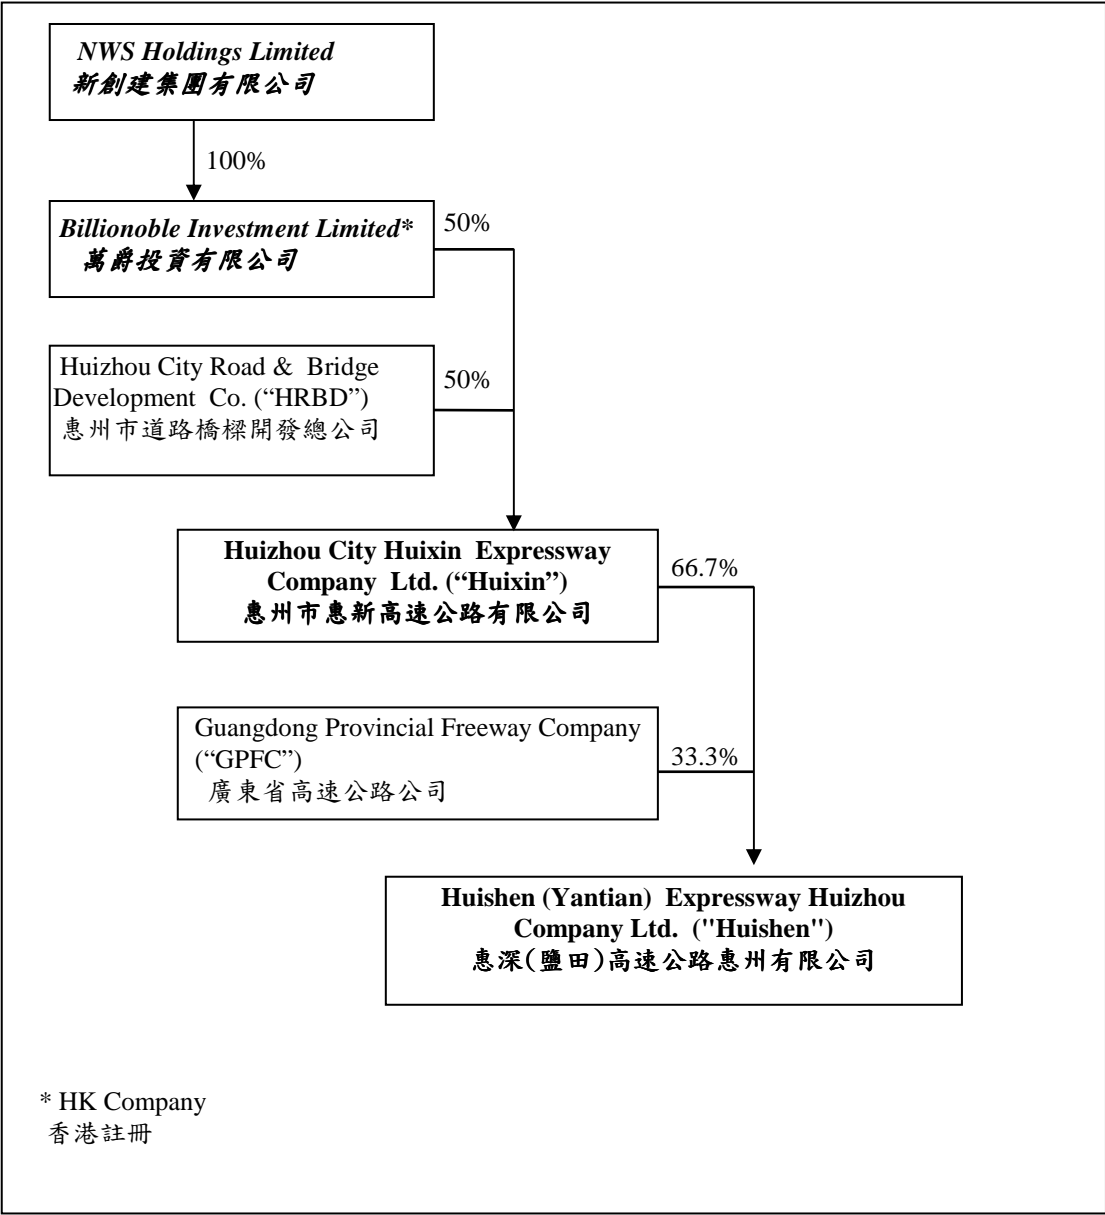 NWS Holdings Limited
新創建集團有限公司
100%
Billionoble Investment Limited*
萬爵投資有限公司
50%
Huizhou City Road & Bridge
Development Co. (“HRBD”)
惠州市道路橋樑開發總公司
50%
Huizhou City Huixin Expressway
Company Ltd. (“Huixin”)
惠州市惠新高速公路有限公司
66.7%
Guangdong Provincial Freeway Company
(“GPFC”)
廣東省高速公路公司
33.3%
Huishen (Yantian) Expressway Huizhou
Company Ltd. ("Huishen")
惠深(鹽田)高速公路惠州有限公司
* HK Company
香港註冊